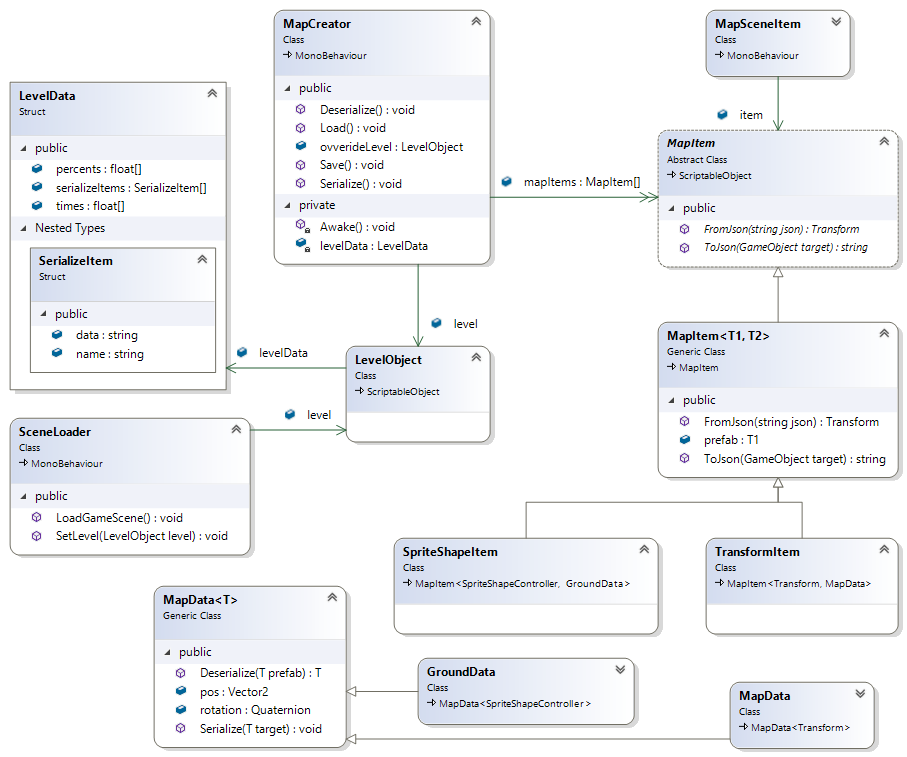 MapCreator
Class
MonoBehaviour
public
Deserialize() : void
Load() : void
ovverideLevel : LevelObject
Save() : void
Serialize() : void
private
Awake() : void
levelData : LevelData
MapSceneItem
Class
MonoBehaviour
item
LevelData
Struct
public
percents : float[]
serializeItems : SerializeItem[]
times : float[]
Nested Types
SerializeItem
Struct
public
data : string
name : string
mapItems : MapItem[]
MapItem
Abstract Class
ScriptableObject
public
FromJson(string json) : Transform
ToJson(GameObject target) : string
level
levelData
LevelObject
Class
ScriptableObject
level
MapItem<T1, T2>
Generic Class
MapItem
public
FromJson(string json) : Transform
prefab : T1
ToJson(GameObject target) : string
SceneLoader
Class
MonoBehaviour
public
LoadGameScene() : void
SetLevel(LevelObject level) : void
SpriteShapeItem
Class
MapItem<SpriteShapeController, GroundData>
TransformItem
Class
MapItem<Transform, MapData>
MapData<T>
Generic Class
public
Deserialize(T prefab) : T
pos : Vector2
rotation : Quaternion
Serialize(T target) : void
GroundData
Class
MapData<SpriteShapeController>
MapData
Class
MapData<Transform>